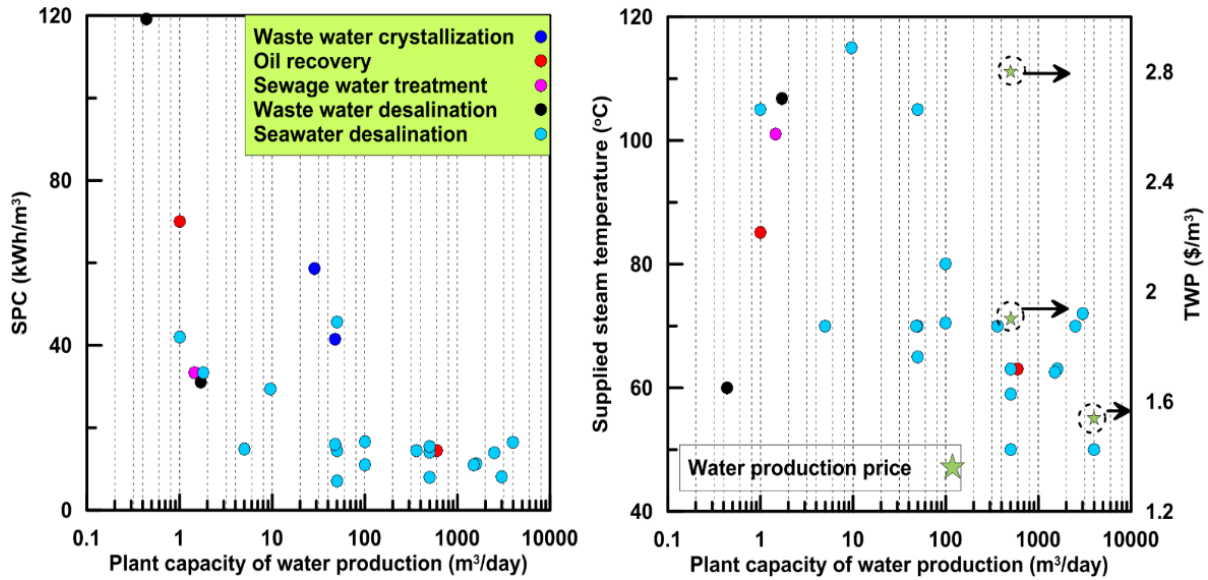 120
80
40
0
SPC (kWh/m³)
Waste water crystallization
Oil recovery
Sewage water treatment
Waste water desalination
Seawater desalination
0.1 1 10 100 1000 10000
Plant capacity of water production (m³/day)
120
100
80
60
40
Supplied steam temperature (°C)
Water production price
2.8
2.4
2
1.6
1.2
TWP ($/m³)
0.1 1 10 100 1000 10000
Plant capacity of water production (m³/day)